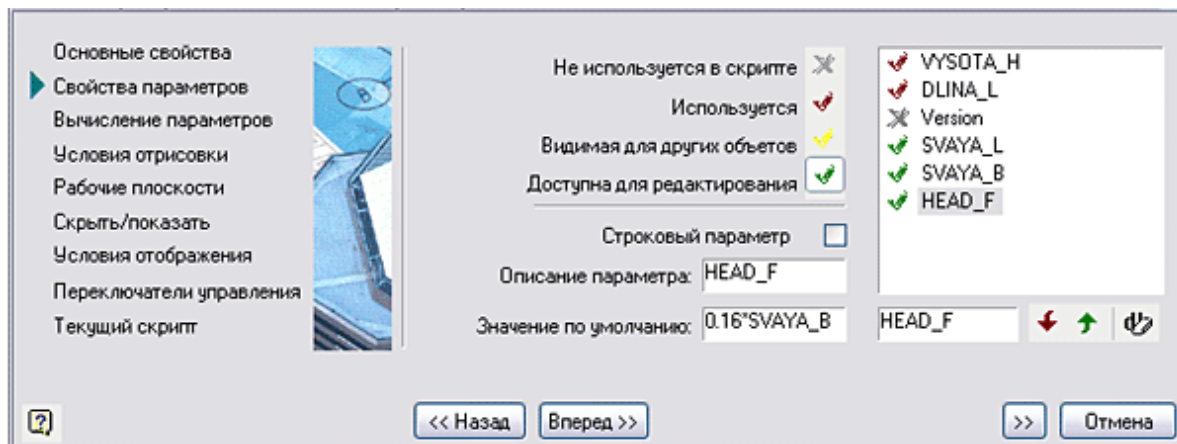 Основные свойства
Свойства параметров
Вычисление параметров
Условия отрисовки
Рабочие плоскости
Скрыть/показать
Условия отображения
Переключатели управления
Текущий скрипт
Не используется в скрипте
Используется
Видимая для других объетов
Доступна для редактирования
Строковый параметр
Описание параметра: HEAD_F
Значение по умолчанию: 0.16*SVAYA_B
VYSOTA_H
DLINA_L
Version
SVAYA_L
SVAYA_B
HEAD_F
HEAD_F
<< Назад
Вперед >>
>>
Отмена